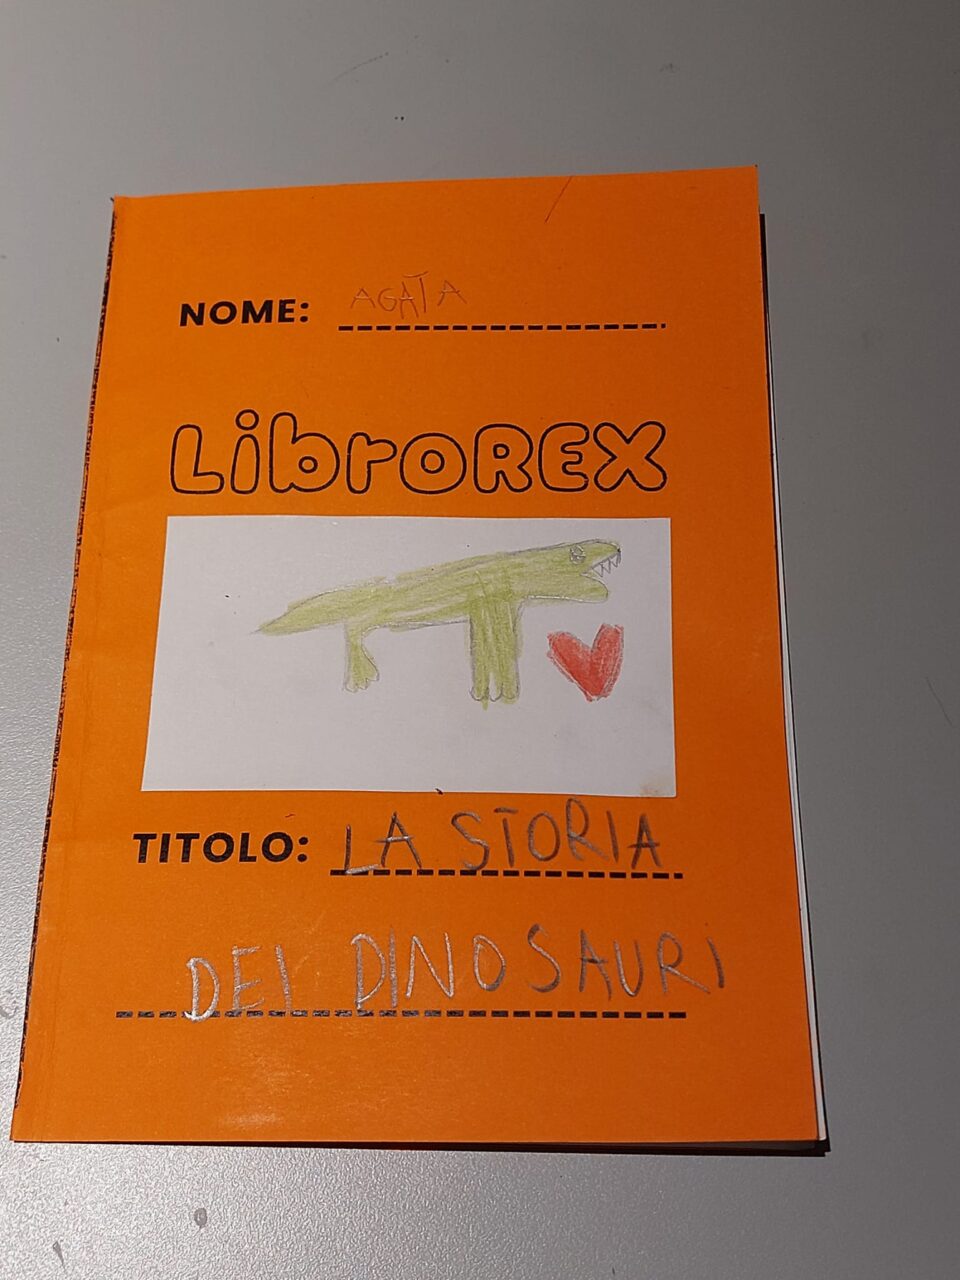 NOME: AGATA
LibroREX
TITOLO: LA STORIA
DEI DINOSAURI